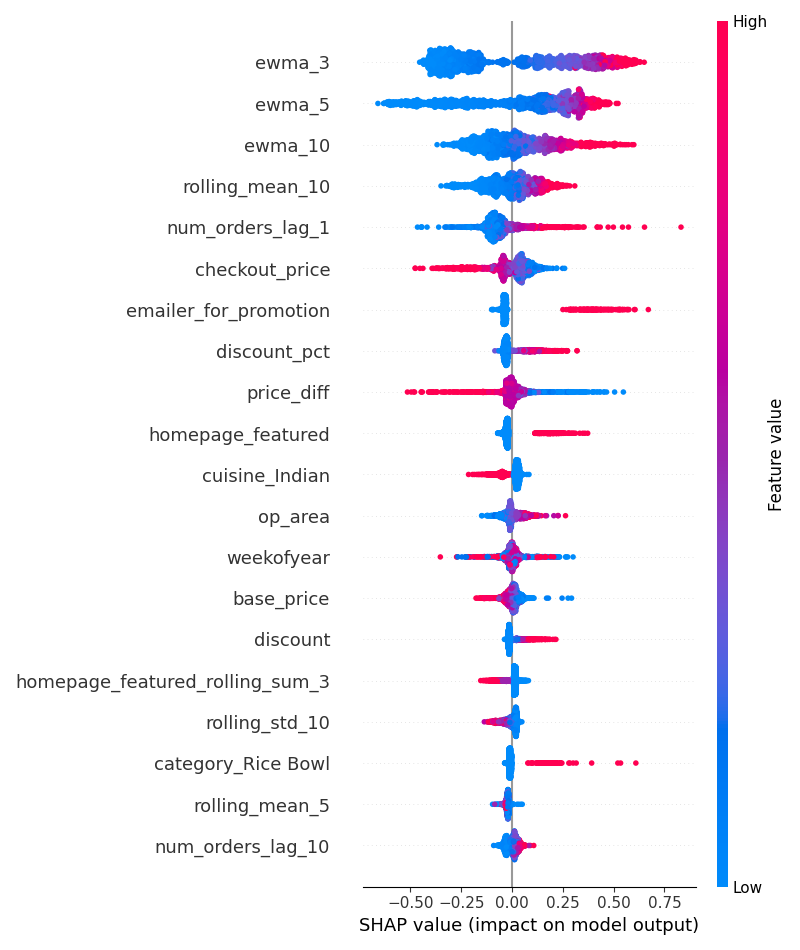 High
ewma_3
ewma_5
ewma_10
rolling_mean_10
num_orders_lag_1
checkout_price
emailer_for_promotion
discount_pct
price_diff
homepage_featured
cuisine_Indian
op_area
weekofyear
base_price
discount
homepage_featured_rolling_sum_3
rolling_std_10
category_Rice Bowl
rolling_mean_5
num_orders_lag_10
Feature value
Low
−0.50 −0.25 0.00 0.25 0.50 0.75
SHAP value (impact on model output)